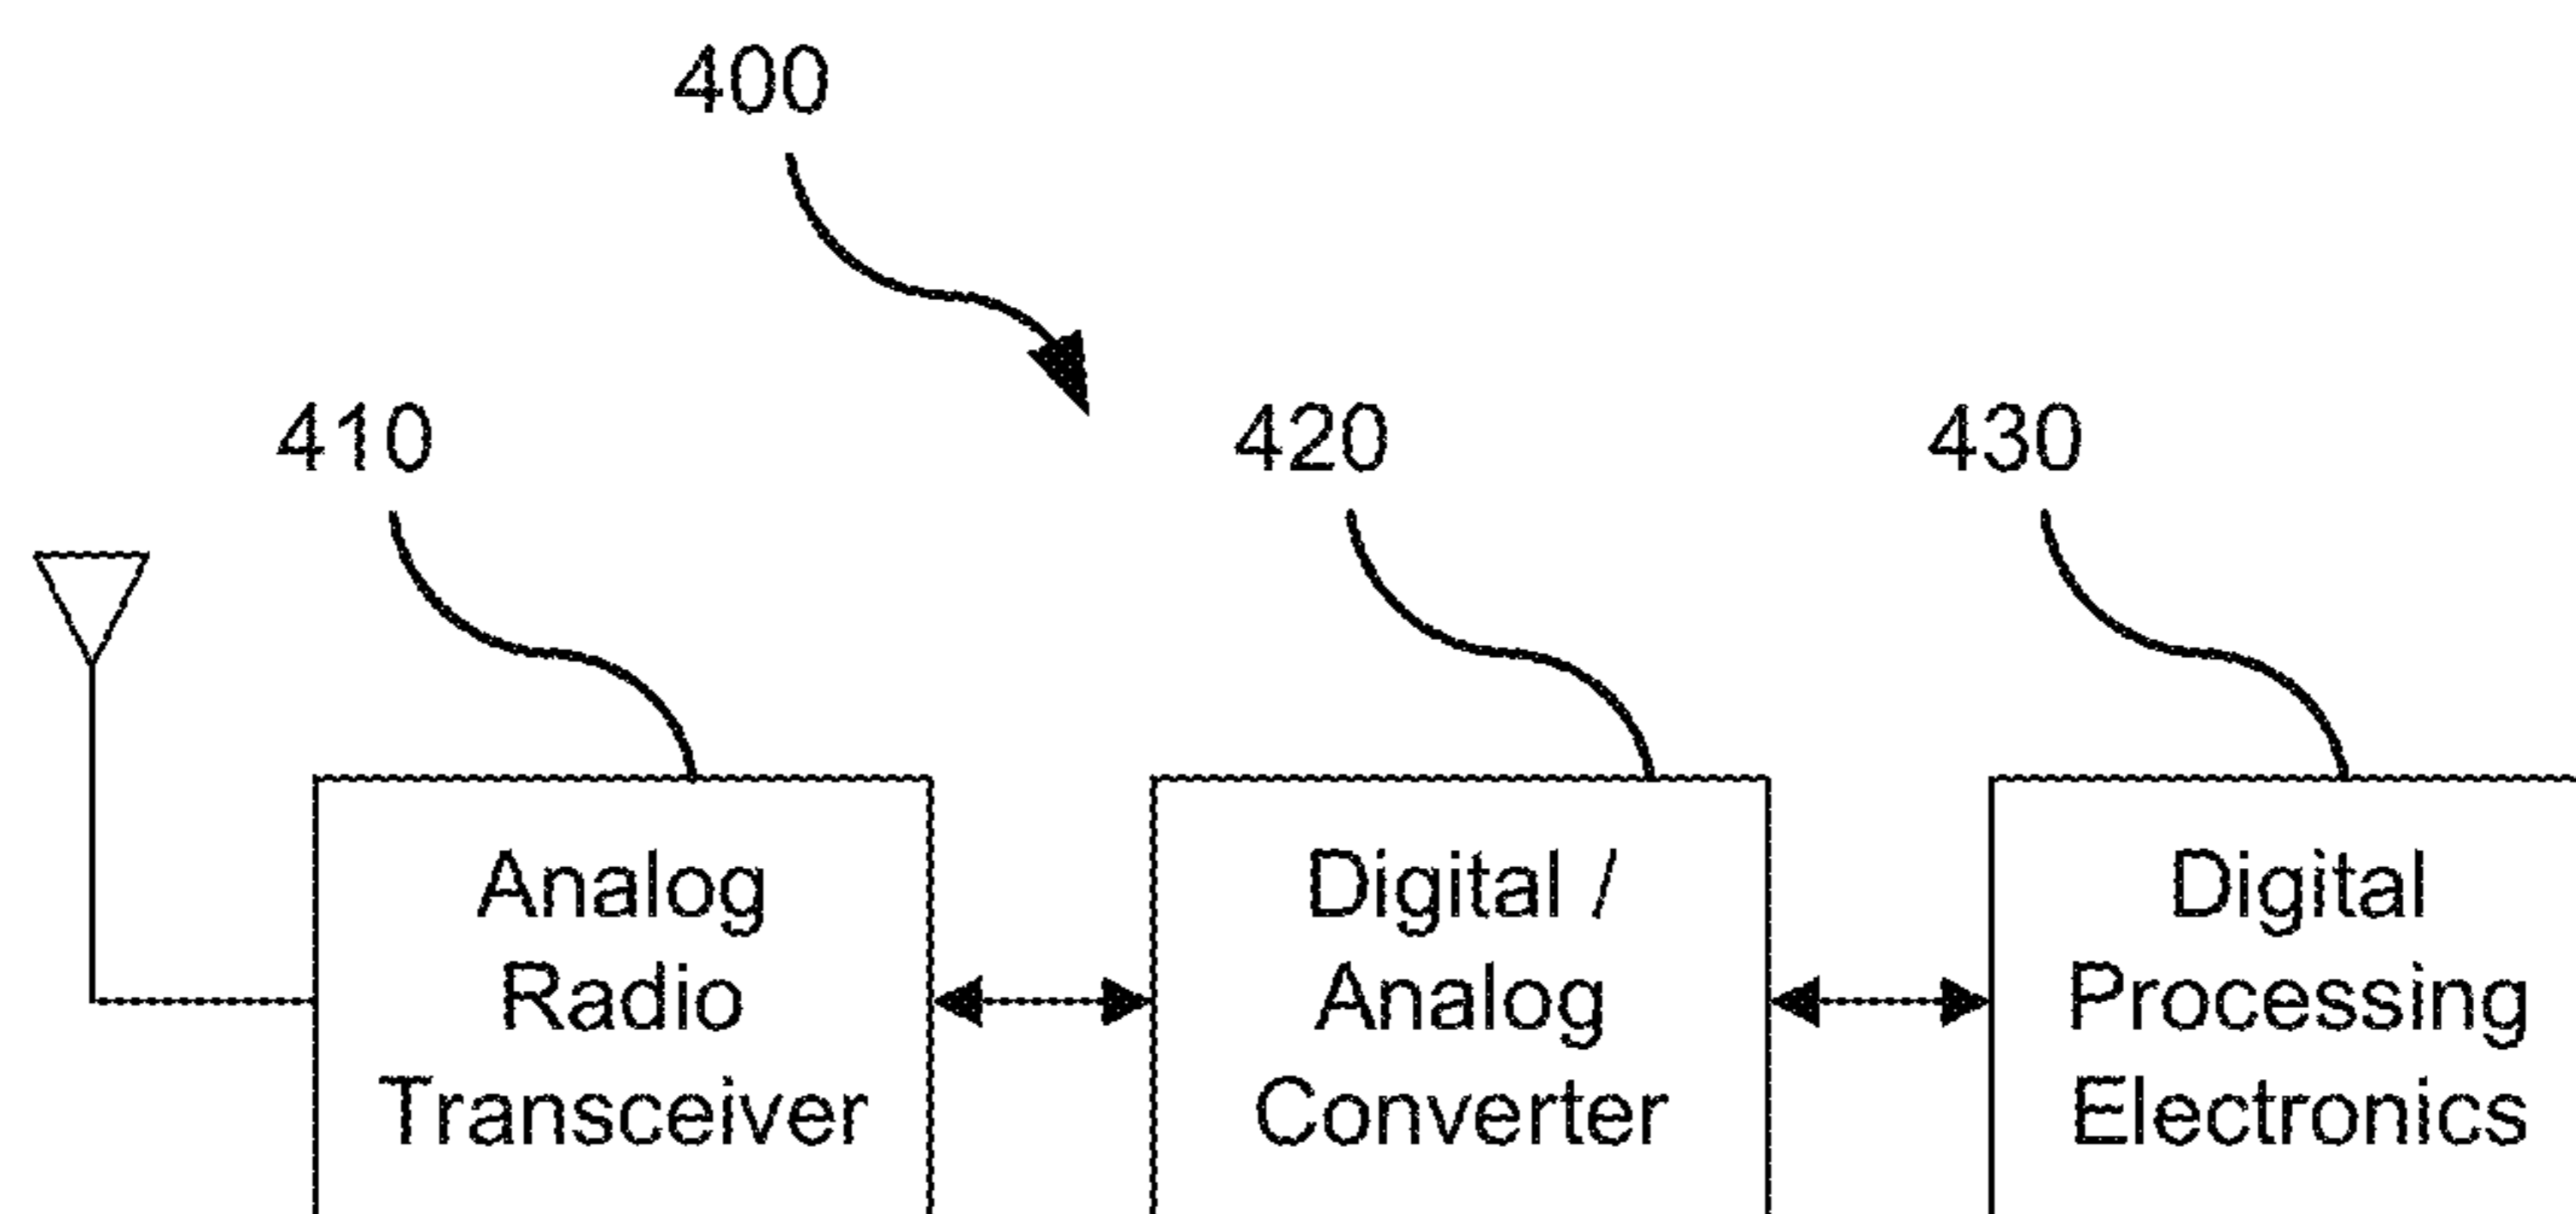 400
410
420
430
Analog
Radio
Transceiver
Digital /
Analog
Converter
Digital
Processing
Electronics